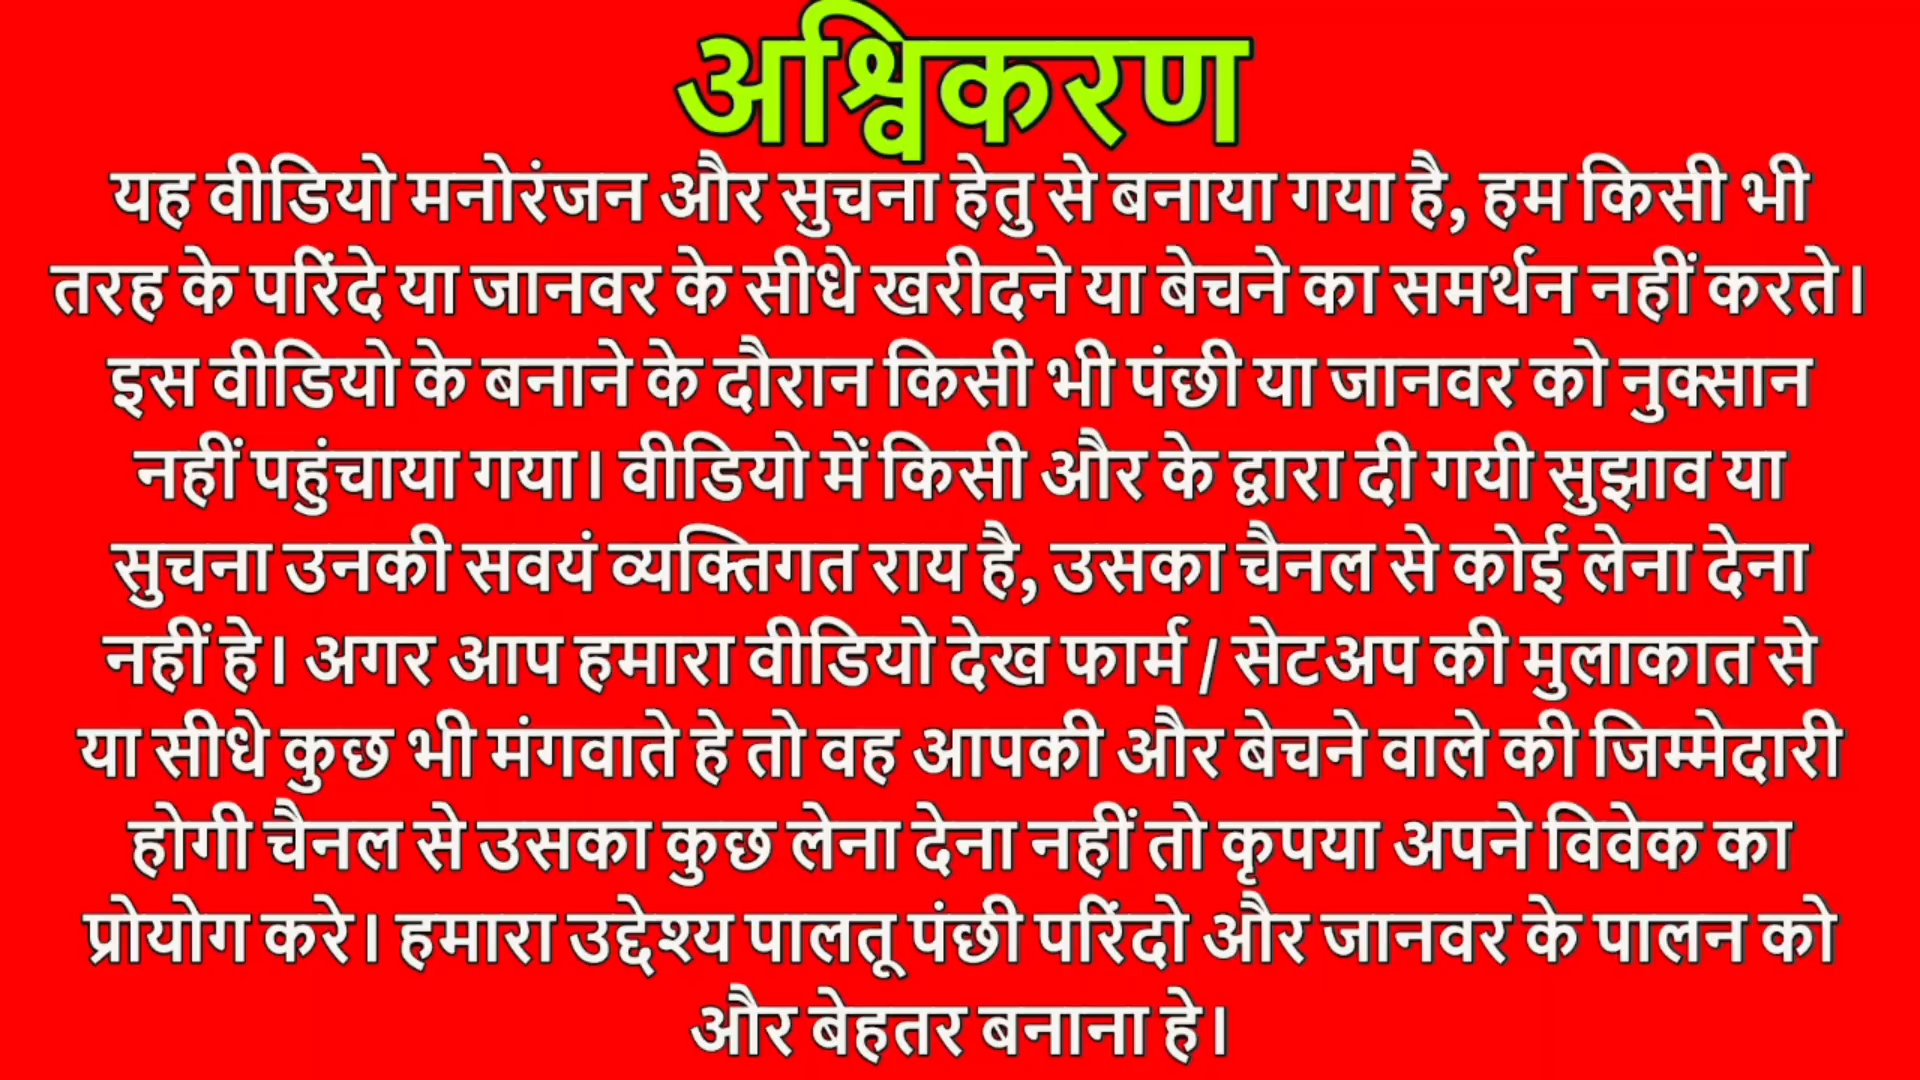 अश्विकरण
यह वीडियो मनोरंजन और सुचना हेतु से बनाया गया है, हम किसी भी
तरह के परिंदे या जानवर के सीधे खरीदने या बेचने का समर्थन नहीं करते।
इस वीडियो के बनाने के दौरान किसी भी पंछी या जानवर को नुक्सान
नहीं पहुंचाया गया। वीडियो में किसी और के द्वारा दी गयी सुझाव या
सुचना उनकी सवयं व्यक्तिगत राय है, उसका चैनल से कोई लेना देना
नहीं हे। अगर आप हमारा वीडियो देख फार्म / सेटअप की मुलाकात से
या सीधे कुछ भी मंगवाते हे तो वह आपकी और बेचने वाले की जिम्मेदारी
होगी चैनल से उसका कुछ लेना देना नहीं तो कृपया अपने विवेक का
प्रोयोग करे। हमारा उद्देश्य पालतू पंछी परिंदो और जानवर के पालन को
और बेहतर बनाना हे।